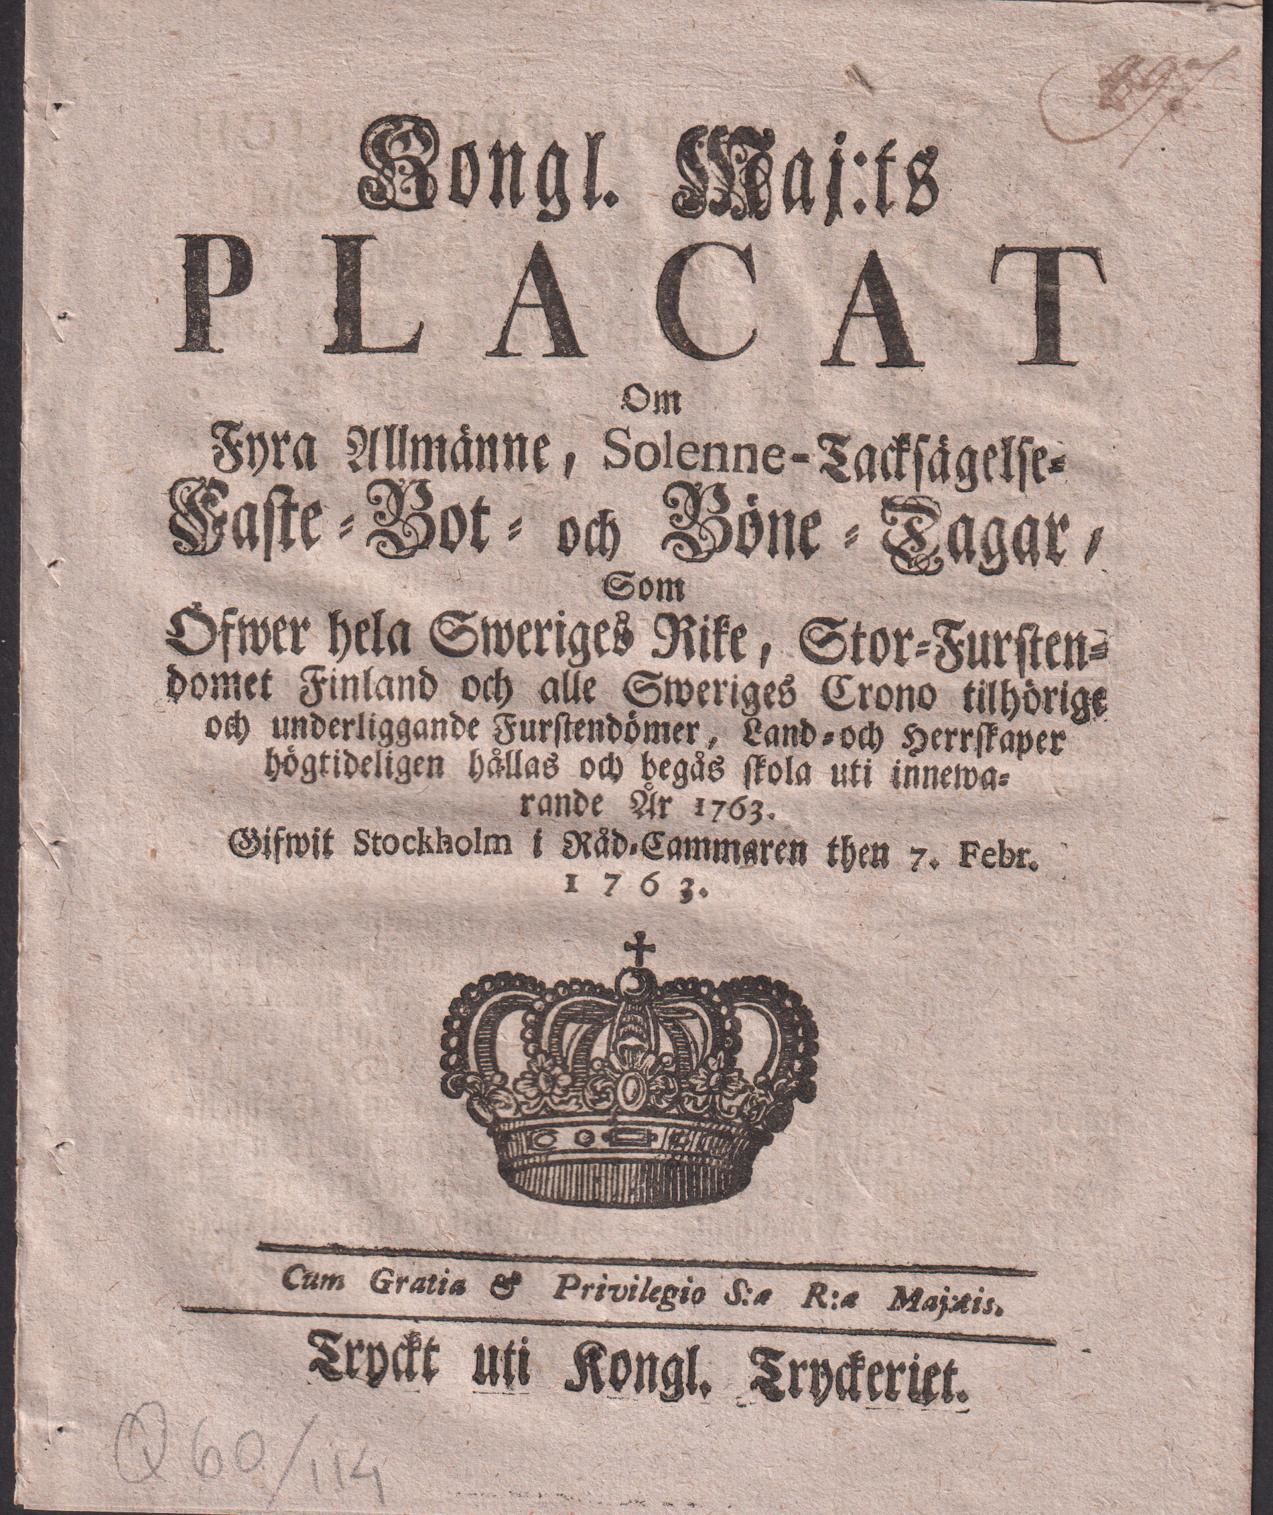 Kongl. Maj:ts
PLACAT
Om
Fyra Allmänne, Solenne-Tacksägelse-
Faste-Bot- och Böne-Dagar,
Som
Öfwer hela Sweriges Rike, Stor-Fursten-
domet Finland och alle Sweriges Crono tilhörige
och underliggande Furstendömer, Land-och Herrskaper
högtideligen hållas och begås skola uti innewa-
rande År 1763.
Gifwit Stockholm i Råd-Cammaren then 7. Febr.
1763.
Cum Gratia & Privilegio S:æ R:æ Maj:tis.
Tryckt uti Kongl. Tryckeriet.
Q 60/114